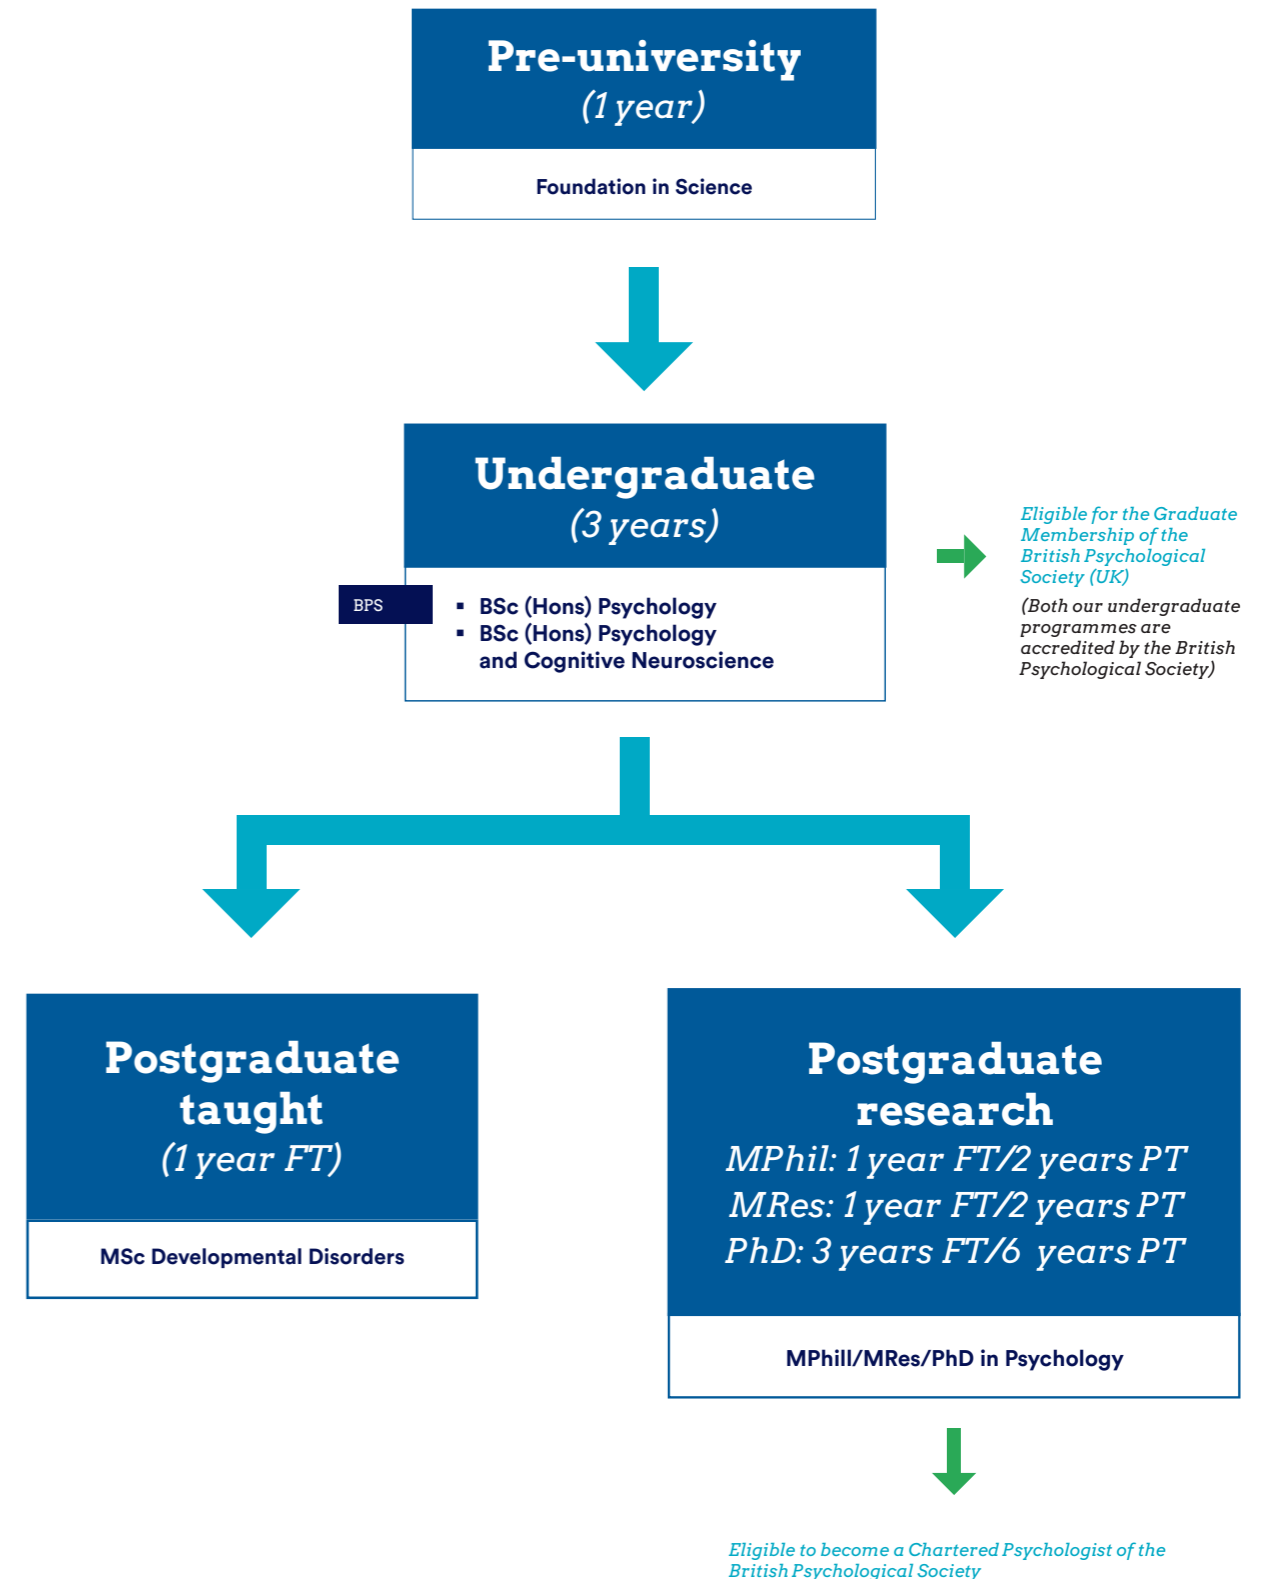 Pre-university
(1 year)
Foundation in Science
Undergraduate
(3 years)
BPS
▪ BSc (Hons) Psychology
▪ BSc (Hons) Psychology
and Cognitive Neuroscience
Eligible for the Graduate
Membership of the
British Psychological
Society (UK)
(Both our undergraduate
programmes are
accredited by the British
Psychological Society)
Postgraduate
taught
(1 year FT)
MSc Developmental Disorders
Postgraduate
research
MPhil: 1 year FT/2 years PT
MRes: 1 year FT/2 years PT
PhD: 3 years FT/6 years PT
MPhill/MRes/PhD in Psychology
Eligible to become a Chartered Psychologist of the
British Psychological Society